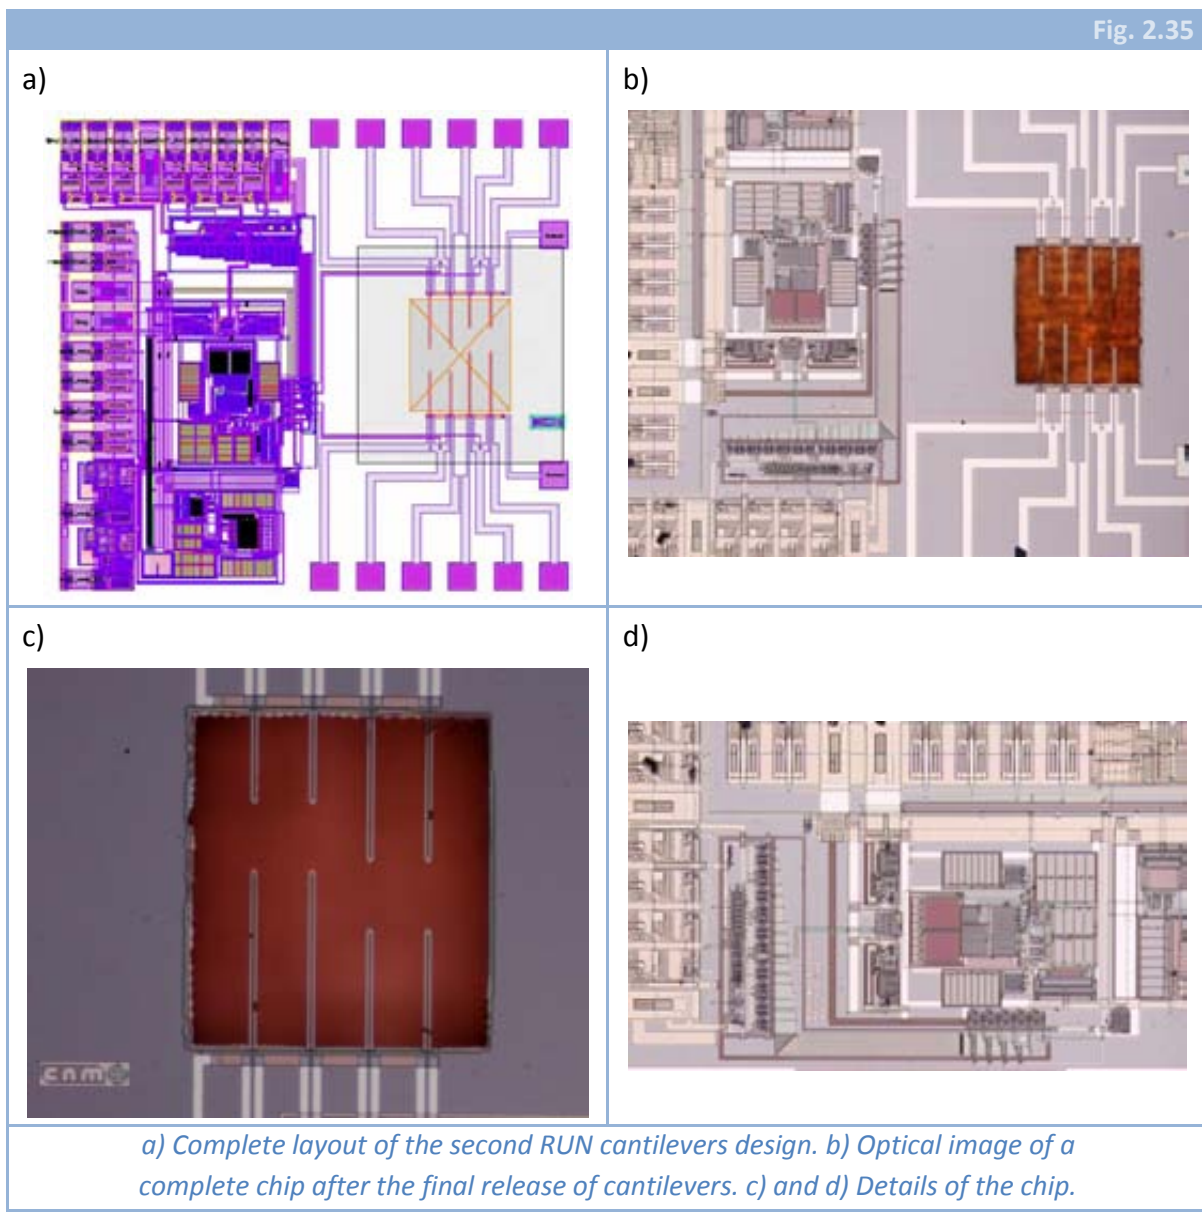 Fig. 2.35
a)
b)
c)
d)
cnm
a) Complete layout of the second RUN cantilevers design. b) Optical image of a
complete chip after the final release of cantilevers. c) and d) Details of the chip.